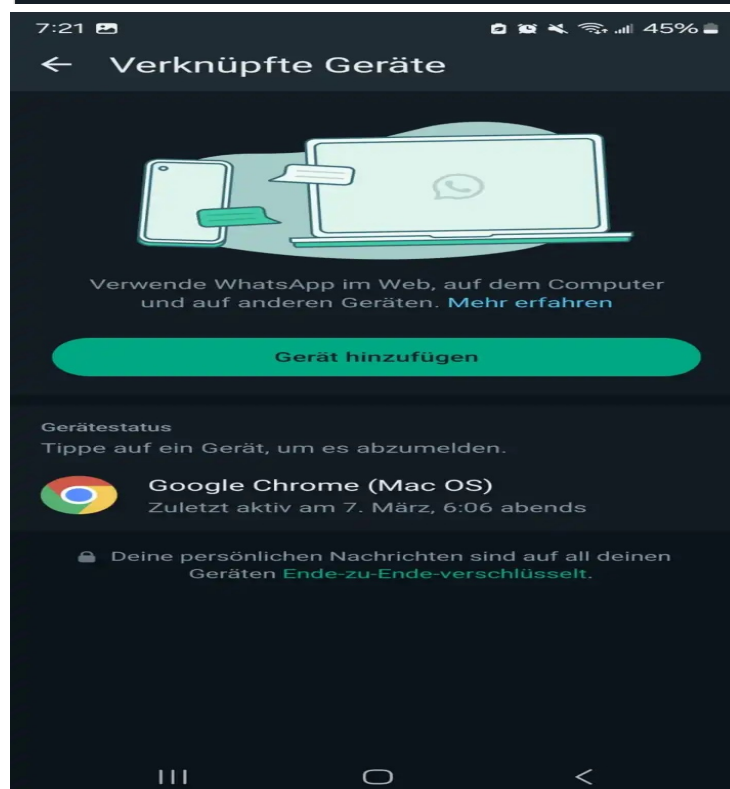 7:21 45%
Verknüpfte Geräte
Verwende WhatsApp im Web, auf dem Computer
und auf anderen Geräten. Mehr erfahren
Gerät hinzufügen
Gerätestatus
Tippe auf ein Gerät, um es abzumelden.
Google Chrome (Mac OS)
Zuletzt aktiv am 7. März, 6:06 abends
Deine persönlichen Nachrichten sind auf all deinen
Geräten Ende-zu-Ende-verschlüsselt.